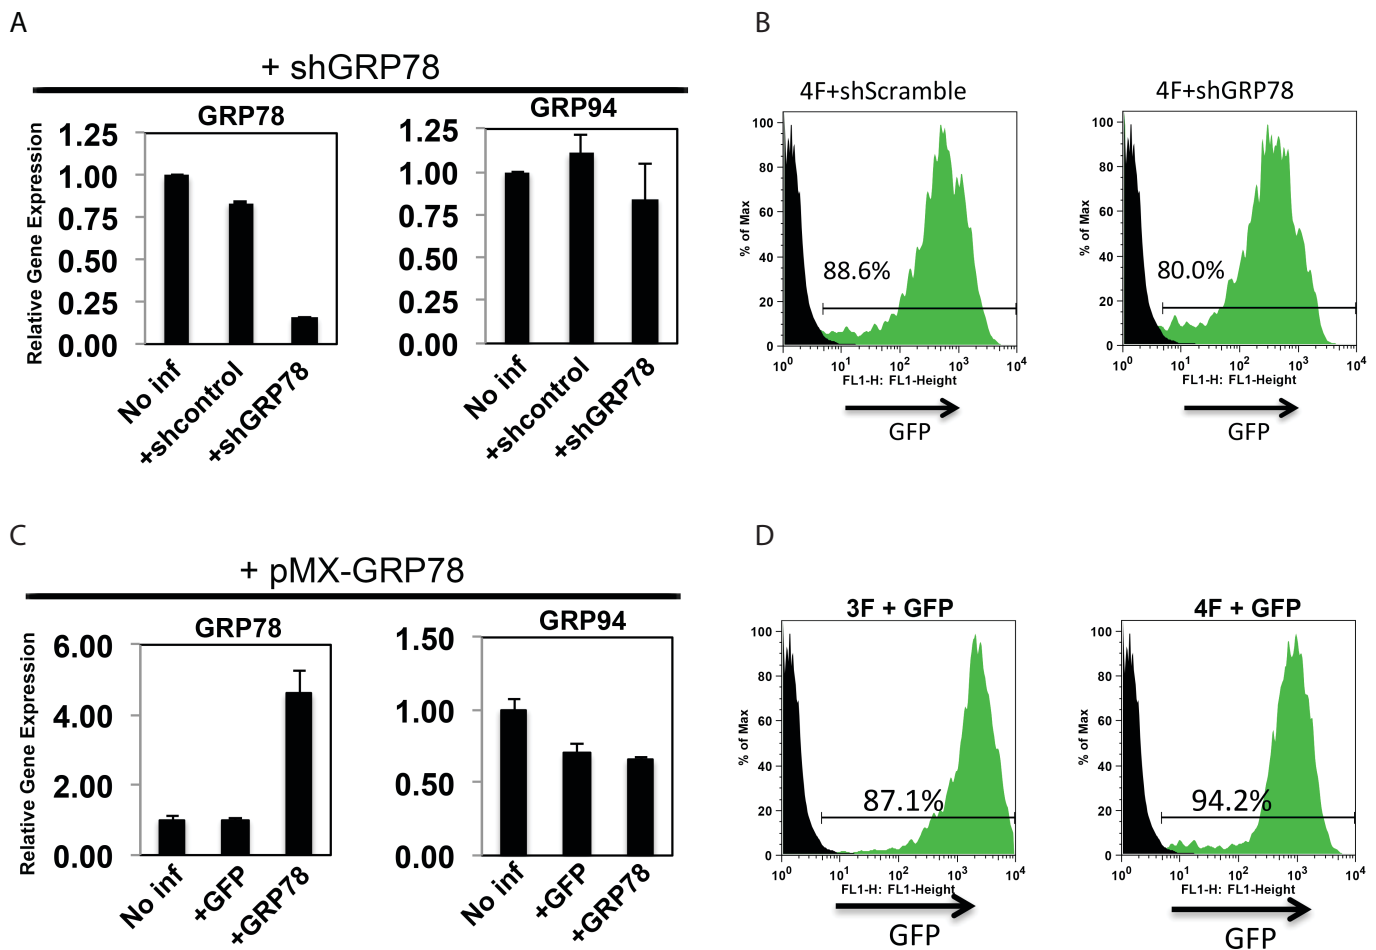 A
+ shGRP78
GRP78
Relative Gene Expression
1.25
1.00
0.75
0.50
0.25
0.00
No inf
+shcontrol
+shGRP78
GRP94
1.25
1.00
0.75
0.50
0.25
0.00
No inf
+shcontrol
+shGRP78
B
4F+shScramble
% of Max
100
80
60
40
20
0
88.6%
10^0 10^1 10^2 10^3 10^4
FL1-H: FL1-Height
GFP
4F+shGRP78
% of Max
100
80
60
40
20
0
80.0%
10^0 10^1 10^2 10^3 10^4
FL1-H: FL1-Height
GFP
C
+ pMX-GRP78
GRP78
Relative Gene Expression
6.00
4.00
2.00
0.00
No inf
+GFP
+GRP78
GRP94
1.50
1.00
0.50
0.00
No inf
+GFP
+GRP78
D
3F + GFP
% of Max
100
80
60
40
20
0
87.1%
10^0 10^1 10^2 10^3 10^4
FL1-H: FL1-Height
GFP
4F + GFP
% of Max
100
80
60
40
20
0
94.2%
10^0 10^1 10^2 10^3 10^4
FL1-H: FL1-Height
GFP